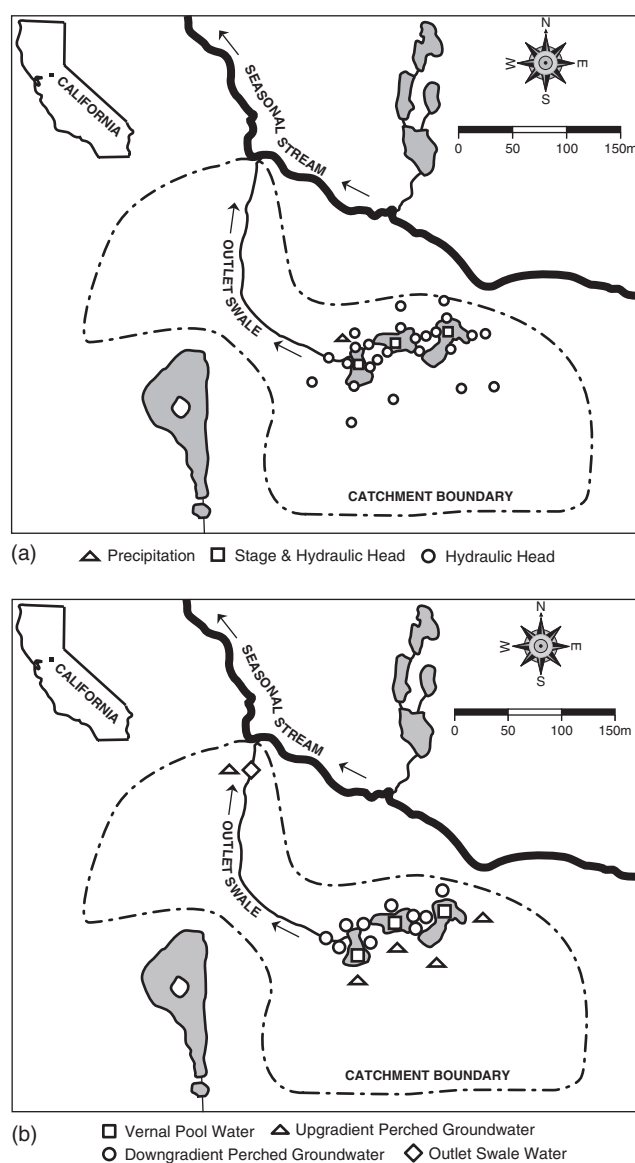 CALIFORNIA
SEASONAL STREAM
N
W
E
S
0 50 100 150m
OUTLET SWALE
CATCHMENT BOUNDARY
(a)
Precipitation Stage & Hydraulic Head Hydraulic Head
CALIFORNIA
SEASONAL STREAM
N
W
E
S
0 50 100 150m
OUTLET SWALE
CATCHMENT BOUNDARY
(b)
Vernal Pool Water Upgradient Perched Groundwater
Downgradient Perched Groundwater Outlet Swale Water